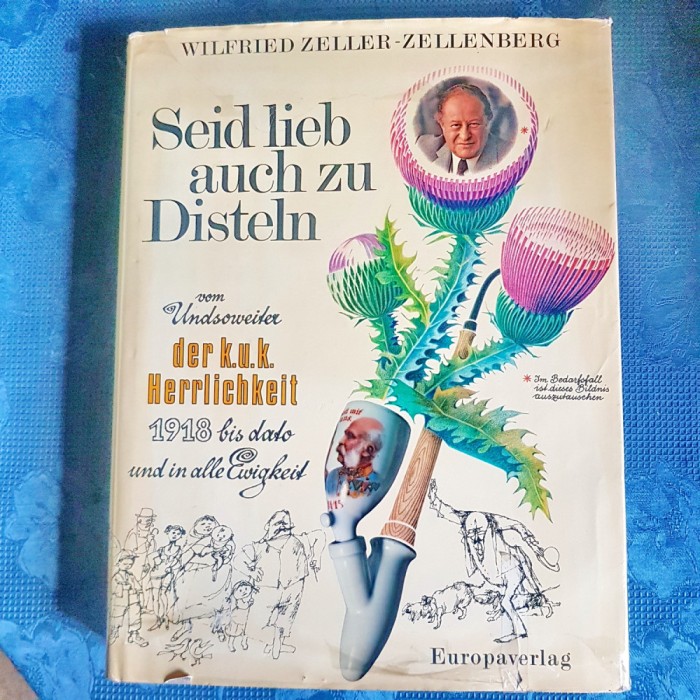 WILFRIED ZELLER-ZELLENBERG
Seid lieb
auch zu
Disteln
*
vom
Undsoweiter
der k.u.k.
Herrlichkeit
1918 bis dato
und in alle Ewigkeit
* Im Bedarfsfall
ist dieses Bildnis
auszutauschen
mir
Europaverlag